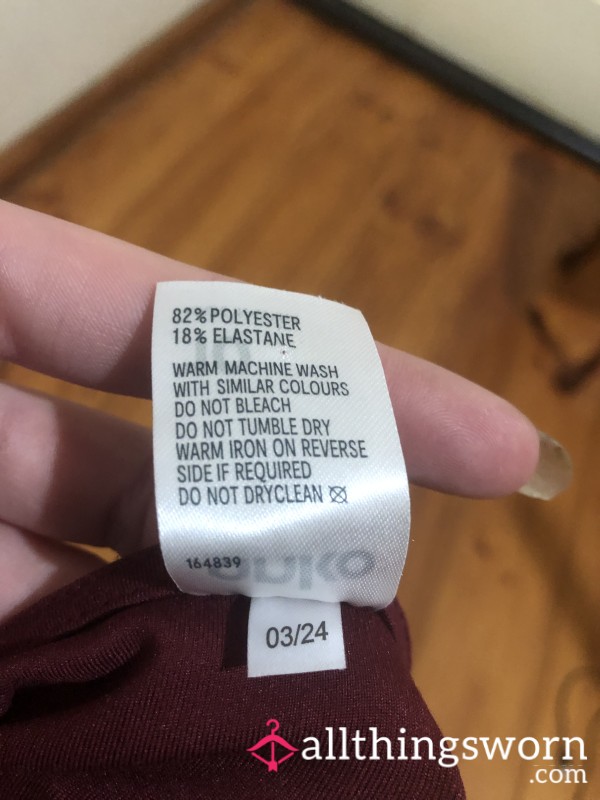 82% POLYESTER
18% ELASTANE
WARM MACHINE WASH
WITH SIMILAR COLOURS
DO NOT BLEACH
DO NOT TUMBLE DRY
WARM IRON ON REVERSE
SIDE IF REQUIRED
DO NOT DRYCLEAN
164839
03/24
allthingsworn
.com